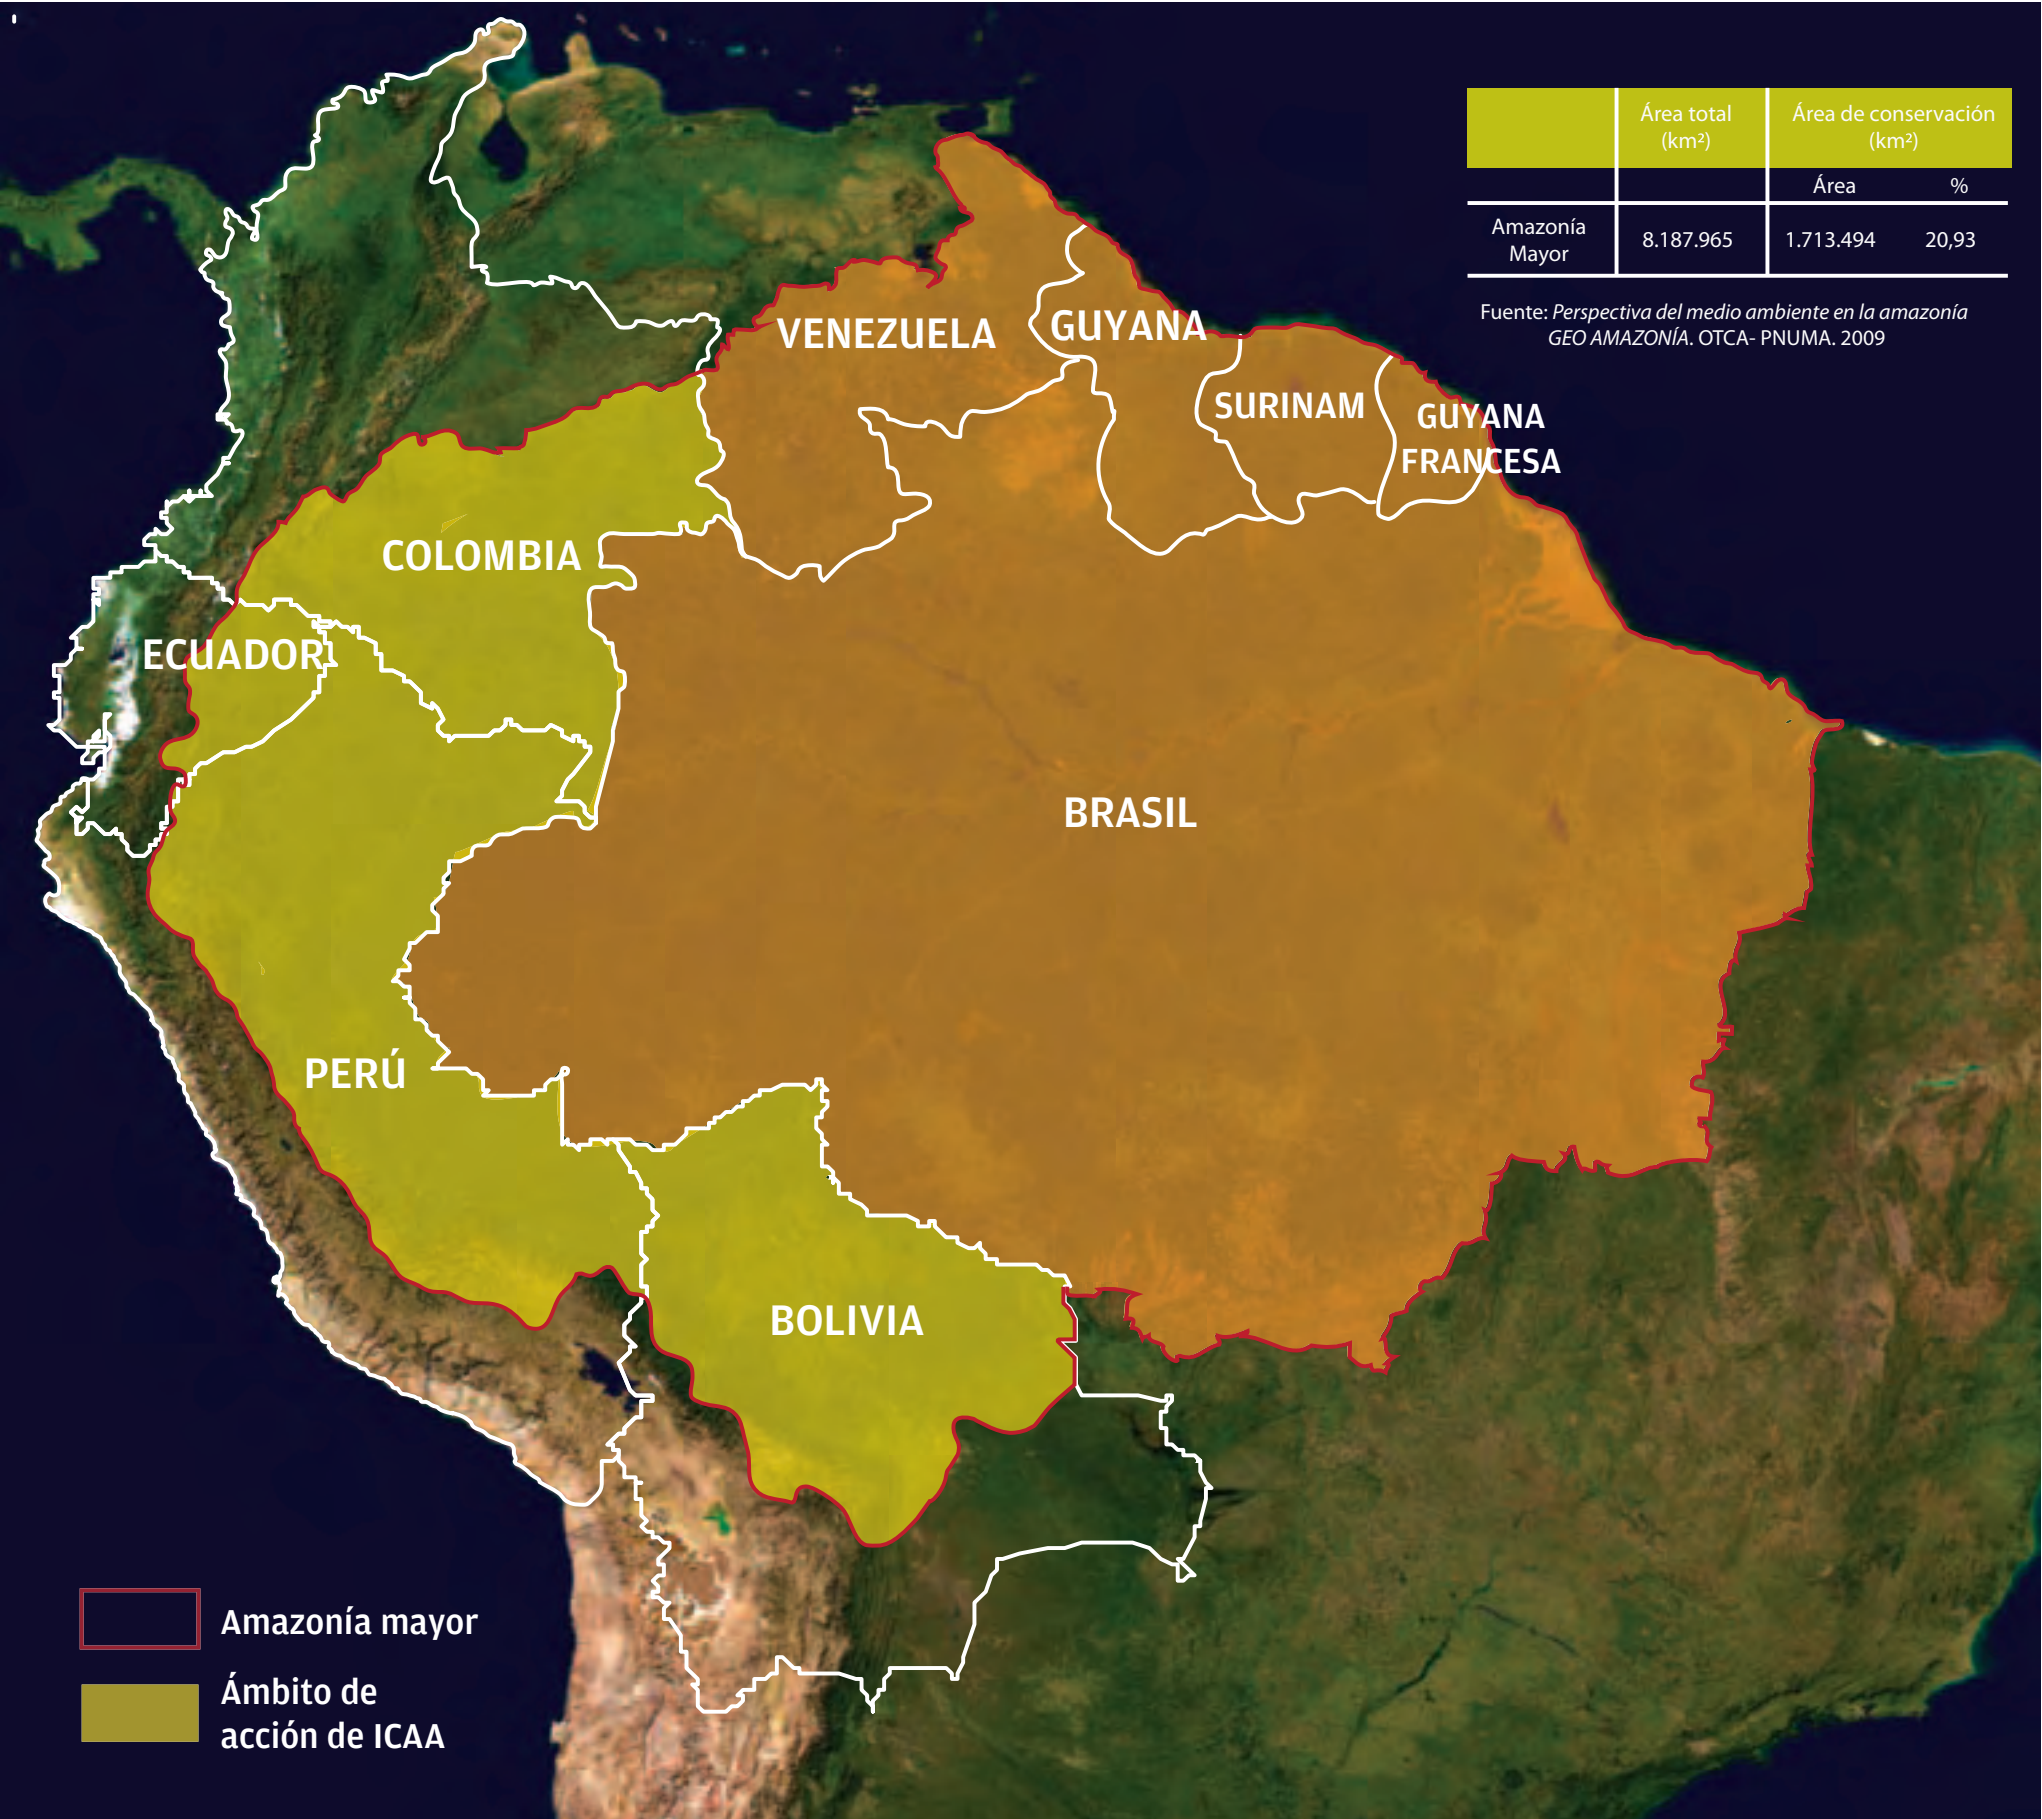 Área total
(km²)
Área de conservación
(km²)
Área %
Amazonía
Mayor
8.187.965 1.713.494 20,93
Fuente: Perspectiva del medio ambiente en la amazonía
GEO AMAZONÍA. OTCA- PNUMA. 2009
VENEZUELA
GUYANA
SURINAM
GUYANA
FRANCESA
COLOMBIA
ECUADOR
BRASIL
PERÚ
BOLIVIA
Amazonía mayor
Ámbito de
acción de ICAA